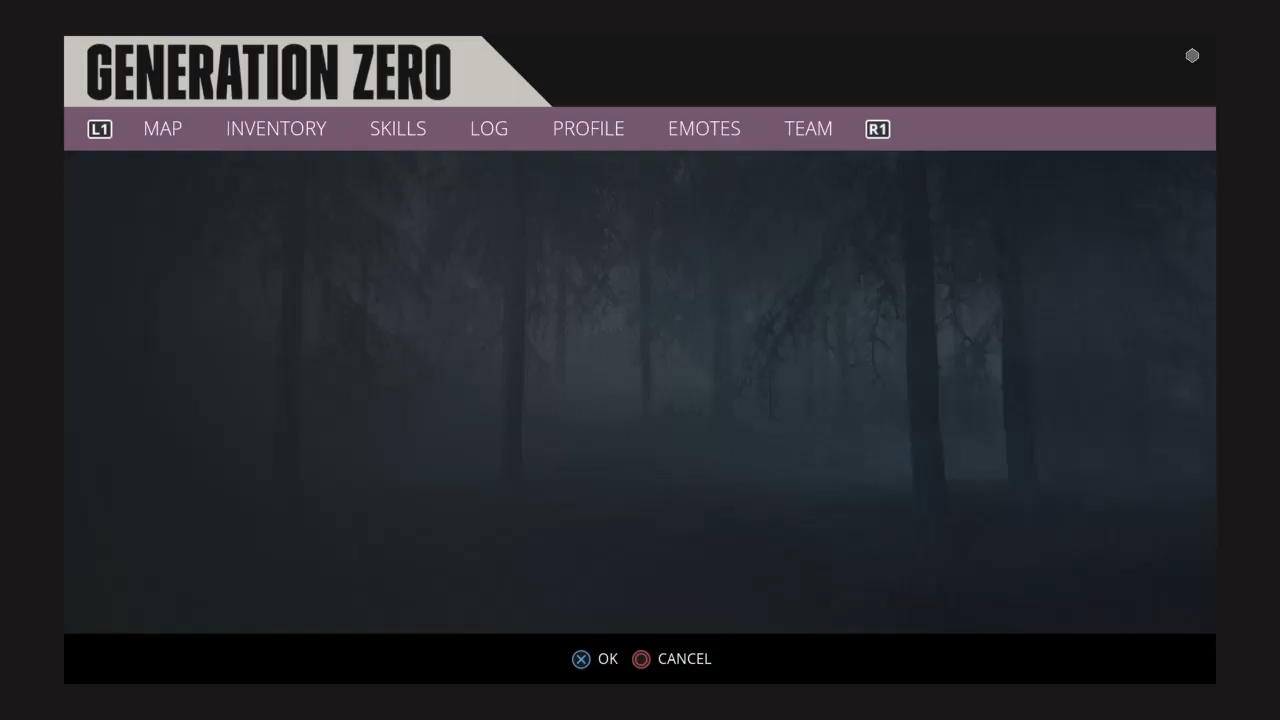 GENERATION ZERO
L1 MAP INVENTORY SKILLS LOG PROFILE EMOTES TEAM R1
OK CANCEL